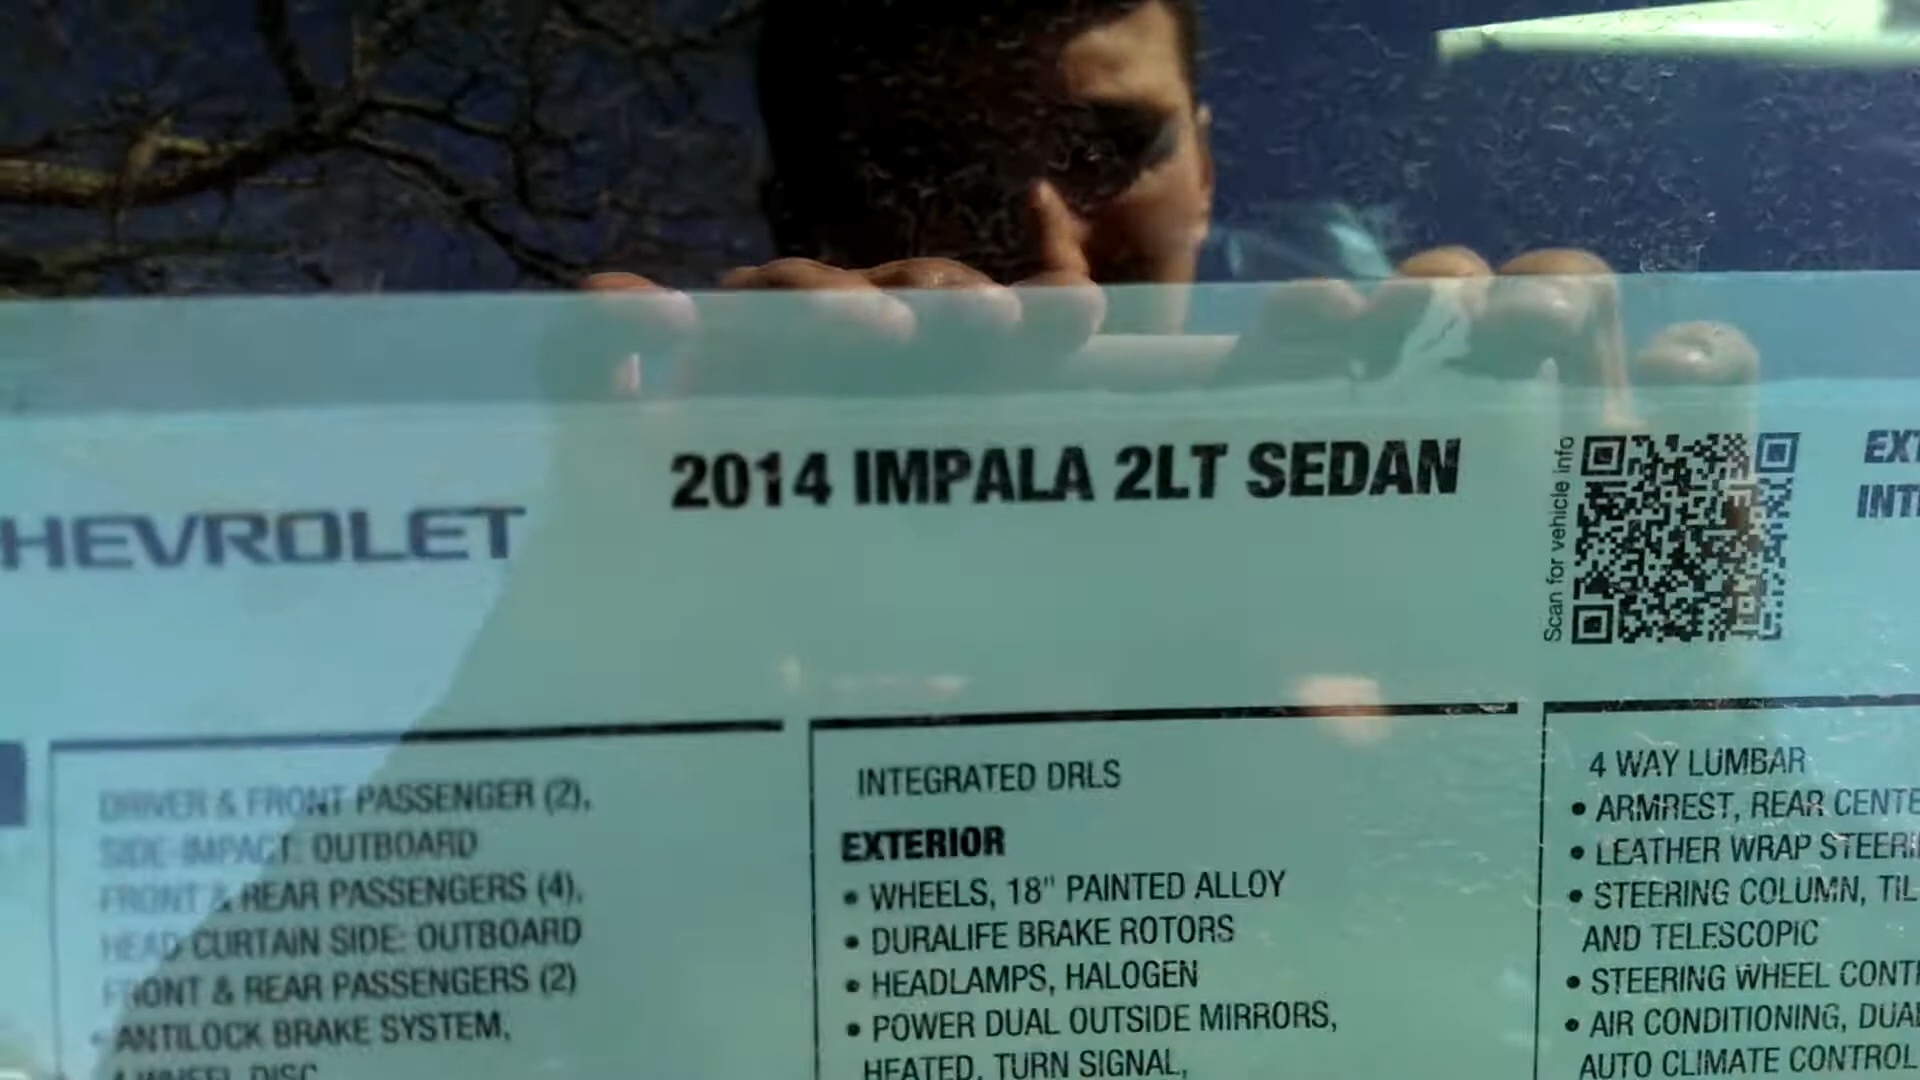 HEVROLET
2014 IMPALA 2LT SEDAN
Scan for vehicle info
EXT
INT
DRIVER & FRONT PASSENGER (2),
SIDE-IMPACT: OUTBOARD
FRONT & REAR PASSENGERS (4),
HEAD CURTAIN SIDE: OUTBOARD
FRONT & REAR PASSENGERS (2)
• ANTILOCK BRAKE SYSTEM,
4 WHEEL DISC
INTEGRATED DRLS
EXTERIOR
• WHEELS, 18" PAINTED ALLOY
• DURALIFE BRAKE ROTORS
• HEADLAMPS, HALOGEN
• POWER DUAL OUTSIDE MIRRORS,
HEATED, TURN SIGNAL,
4 WAY LUMBAR
• ARMREST, REAR CENTE
• LEATHER WRAP STEERI
• STEERING COLUMN, TIL
AND TELESCOPIC
• STEERING WHEEL CONT
• AIR CONDITIONING, DUA
AUTO CLIMATE CONTROL